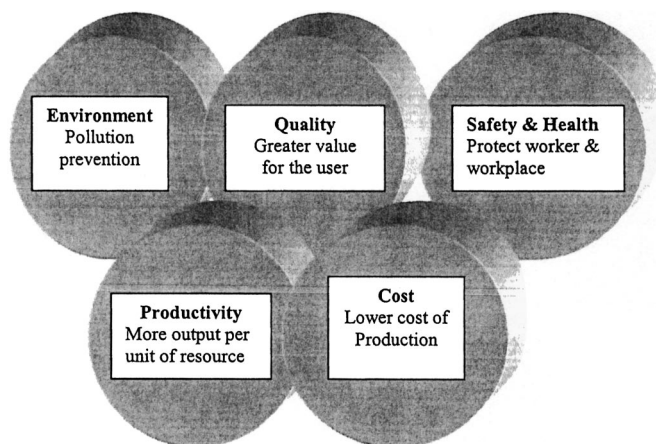 Environment
Pollution
prevention
Quality
Greater value
for the user
Safety & Health
Protect worker &
workplace
Productivity
More output per
unit of resource
Cost
Lower cost of
Production